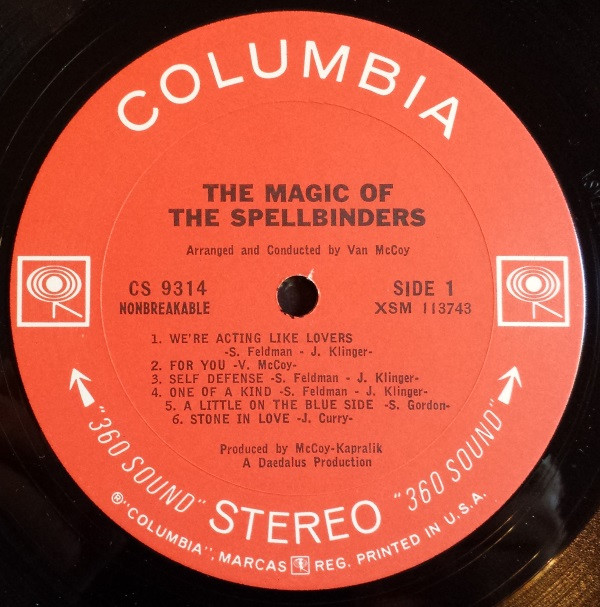 COLUMBIA
THE MAGIC OF
THE SPELLBINDERS
Arranged and Conducted by Van McCoy
CS 9314
NONBREAKABLE
SIDE 1
XSM 113743
1. WE'RE ACTING LIKE LOVERS
-S. Feldman - J. Klinger-
2. FOR YOU -V. McCoy-
3. SELF DEFENSE -S. Feldman - J. Klinger-
4. ONE OF A KIND -S. Feldman - J. Klinger-
5. A LITTLE ON THE BLUE SIDE -S. Gordon-
6. STONE IN LOVE -J. Curry-
Produced by McCoy-Kapralik
A Daedalus Production
"360 SOUND" STEREO "360 SOUND"
®"COLUMBIA", MARCAS REG. PRINTED IN U.S.A.